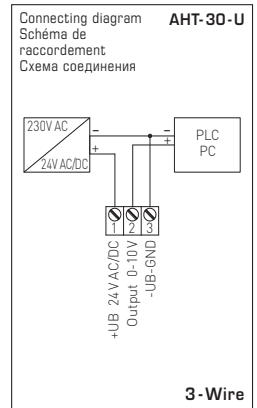 Connecting diagram
AHT-30-U
Schéma de
raccordement
Схема соединения
230V AC
24V AC/DC
–
+
–
+
PLC
PC
1
2
3
+UB 24V AC/DC
Output 0-10V
-UB-GND
3-Wire